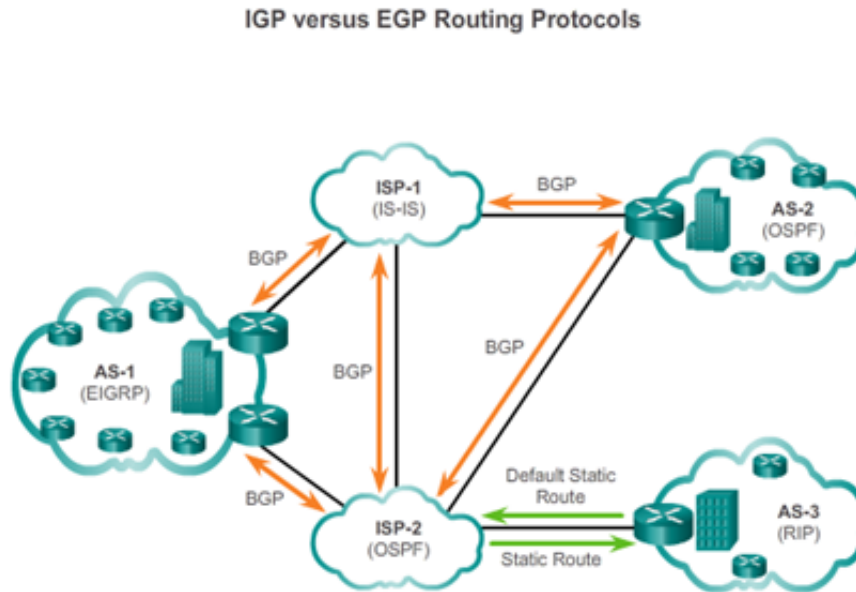 IGP versus EGP Routing Protocols
ISP-1
(IS-IS)
BGP
AS-2
(OSPF)
BGP
BGP
BGP
AS-1
(EIGRP)
BGP
Default Static
Route
ISP-2
(OSPF)
AS-3
(RIP)
Static Route